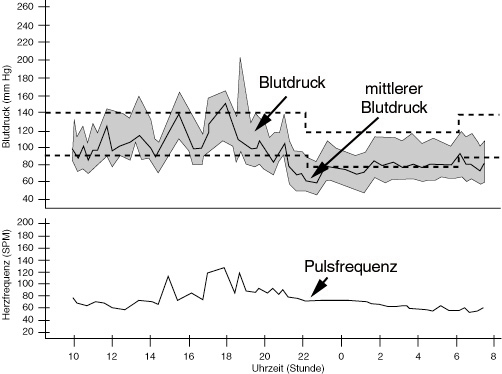 Blutdruck (mm Hg)
260
240
220
200
180
160
140
120
100
80
60
40
Blutdruck
mittlerer
Blutdruck
Herzfrequenz (SPM)
200
180
160
140
120
100
80
60
40
20
Pulsfrequenz
10 12 14 16 18 20 22 0 2 4 6 8
Uhrzeit (Stunde)